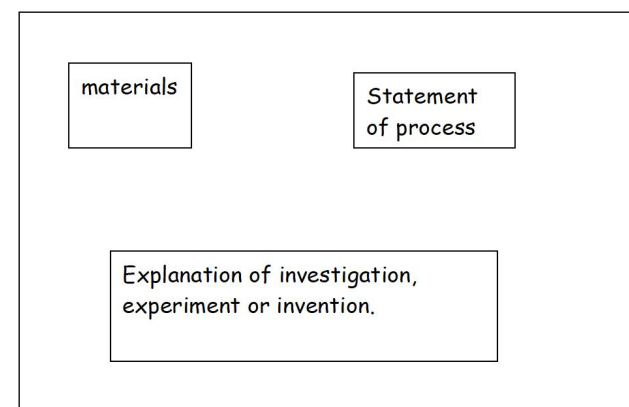 materials
Statement
of process
Explanation of investigation,
experiment or invention.